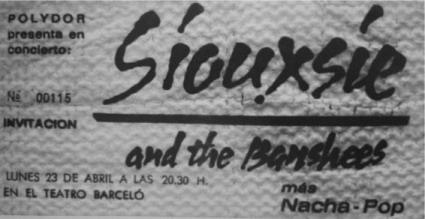 POLYDOR
presenta en
concierto:
Siouxsie
Nº 00115
INVITACION
and the Banshees
LUNES 23 DE ABRIL A LAS 20.30 H.
EN EL TEATRO BARCELÓ
más
Nacha-Pop